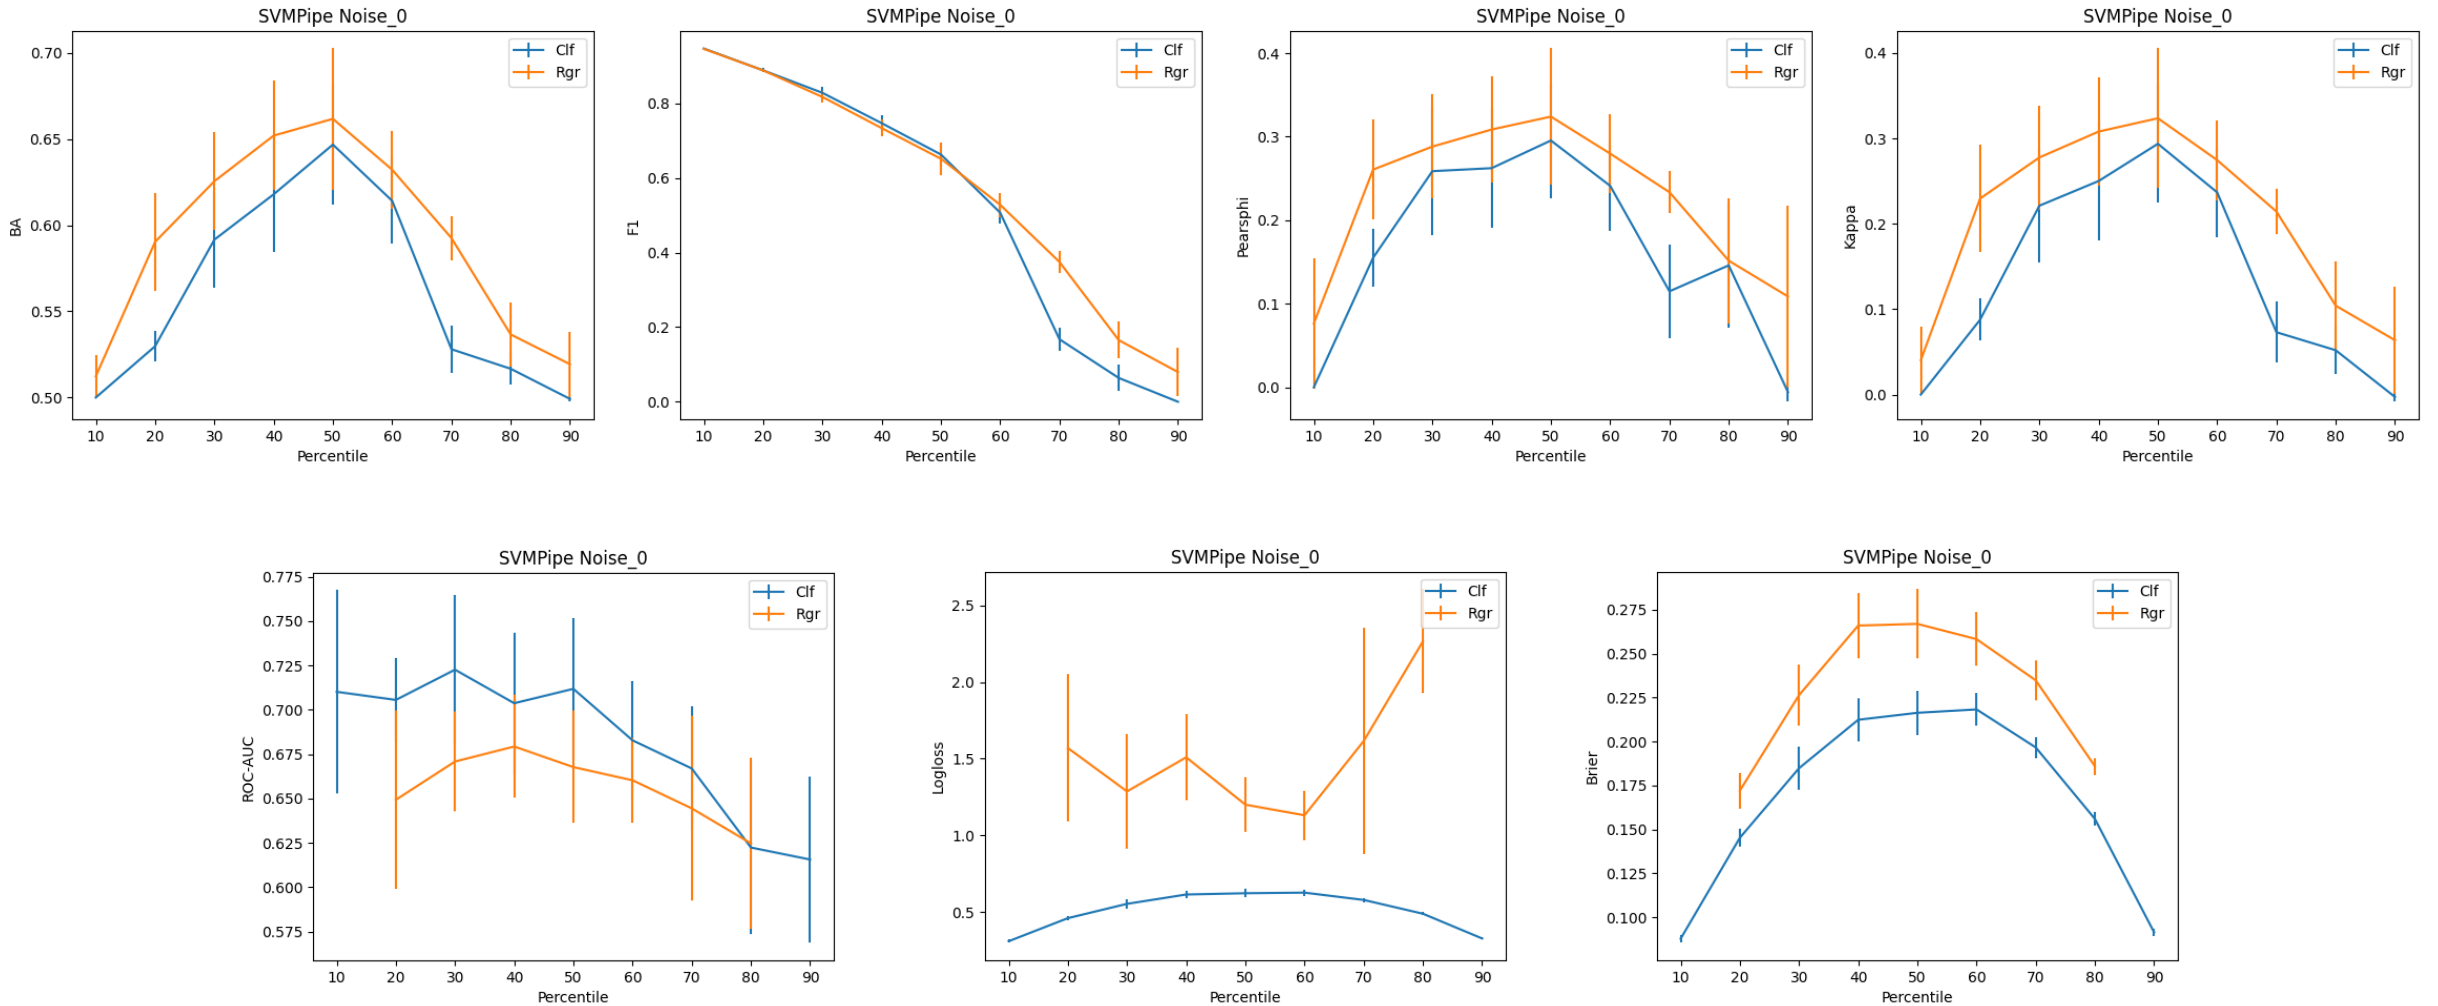 SVMPipe Noise_0
BA
0.70
0.65
0.60
0.55
0.50
10 20 30 40 50 60 70 80 90
Percentile
Clf
Rgr
SVMPipe Noise_0
F1
0.8
0.6
0.4
0.2
0.0
10 20 30 40 50 60 70 80 90
Percentile
Clf
Rgr
SVMPipe Noise_0
Pearsphi
0.4
0.3
0.2
0.1
0.0
10 20 30 40 50 60 70 80 90
Percentile
Clf
Rgr
SVMPipe Noise_0
Kappa
0.4
0.3
0.2
0.1
0.0
10 20 30 40 50 60 70 80 90
Percentile
Clf
Rgr
SVMPipe Noise_0
ROC-AUC
0.775
0.750
0.725
0.700
0.675
0.650
0.625
0.600
0.575
10 20 30 40 50 60 70 80 90
Percentile
Clf
Rgr
SVMPipe Noise_0
Logloss
2.5
2.0
1.5
1.0
0.5
10 20 30 40 50 60 70 80 90
Percentile
Clf
Rgr
SVMPipe Noise_0
Brier
0.275
0.250
0.225
0.200
0.175
0.150
0.125
0.100
10 20 30 40 50 60 70 80 90
Percentile
Clf
Rgr